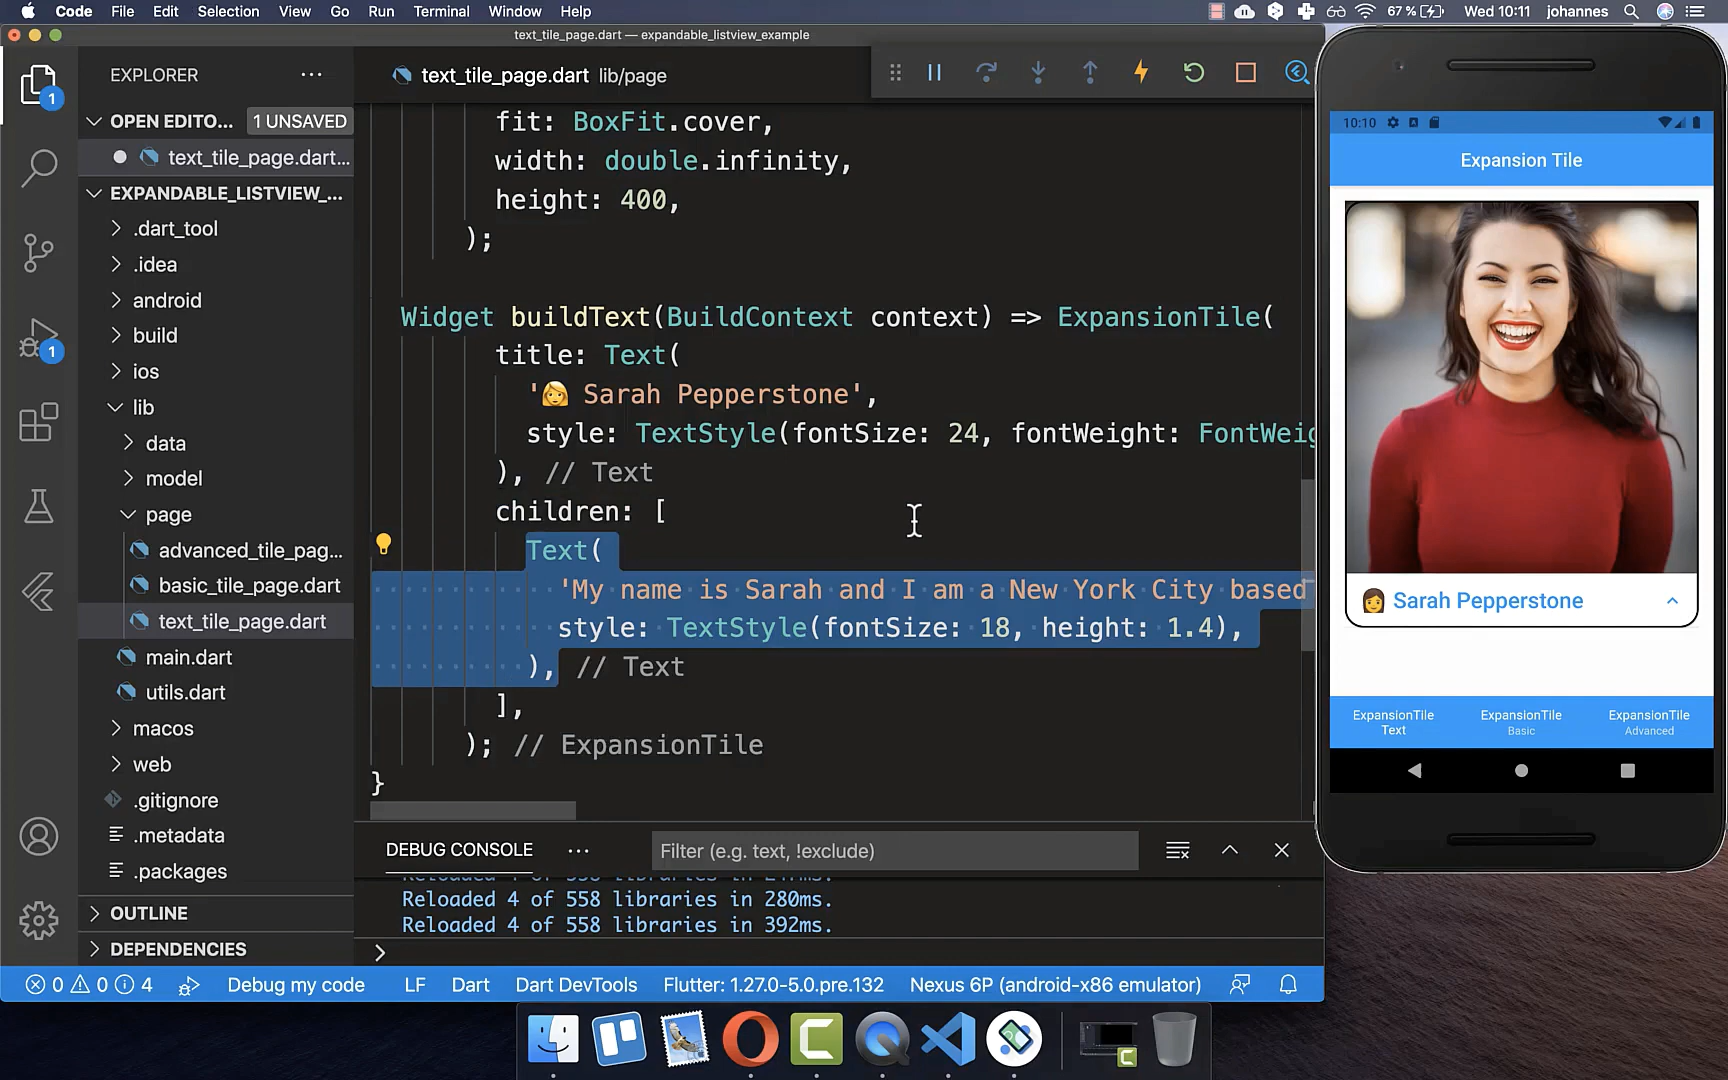 Code File Edit Selection View Go Run Terminal Window Help
67 % Wed 10:11 johannes
text_tile_page.dart — expandable_listview_example
EXPLORER
OPEN EDITO... 1 UNSAVED
text_tile_page.dart...
EXPANDABLE_LISTVIEW_...
.dart_tool
.idea
android
build
ios
lib
data
model
page
advanced_tile_pag...
basic_tile_page.dart
text_tile_page.dart
main.dart
utils.dart
macos
web
.gitignore
.metadata
.packages
OUTLINE
DEPENDENCIES
1
1
text_tile_page.dart lib/page
fit: BoxFit.cover,
width: double.infinity,
height: 400,
);
Widget buildText(BuildContext context) => ExpansionTile(
title: Text(
'👩 Sarah Pepperstone',
style: TextStyle(fontSize: 24, fontWeight: FontWeig
), // Text
children: [
Text(
'My name is Sarah and I am a New York City based
style: TextStyle(fontSize: 18, height: 1.4),
), // Text
],
); // ExpansionTile
}
DEBUG CONSOLE
Filter (e.g. text, !exclude)
Reloaded 4 of 558 libraries in 280ms.
Reloaded 4 of 558 libraries in 392ms.
>
0 0 4 Debug my code LF Dart Dart DevTools Flutter: 1.27.0-5.0.pre.132 Nexus 6P (android-x86 emulator)
10:10
Expansion Tile
👩 Sarah Pepperstone
ExpansionTile
Text
ExpansionTile
Basic
ExpansionTile
Advanced